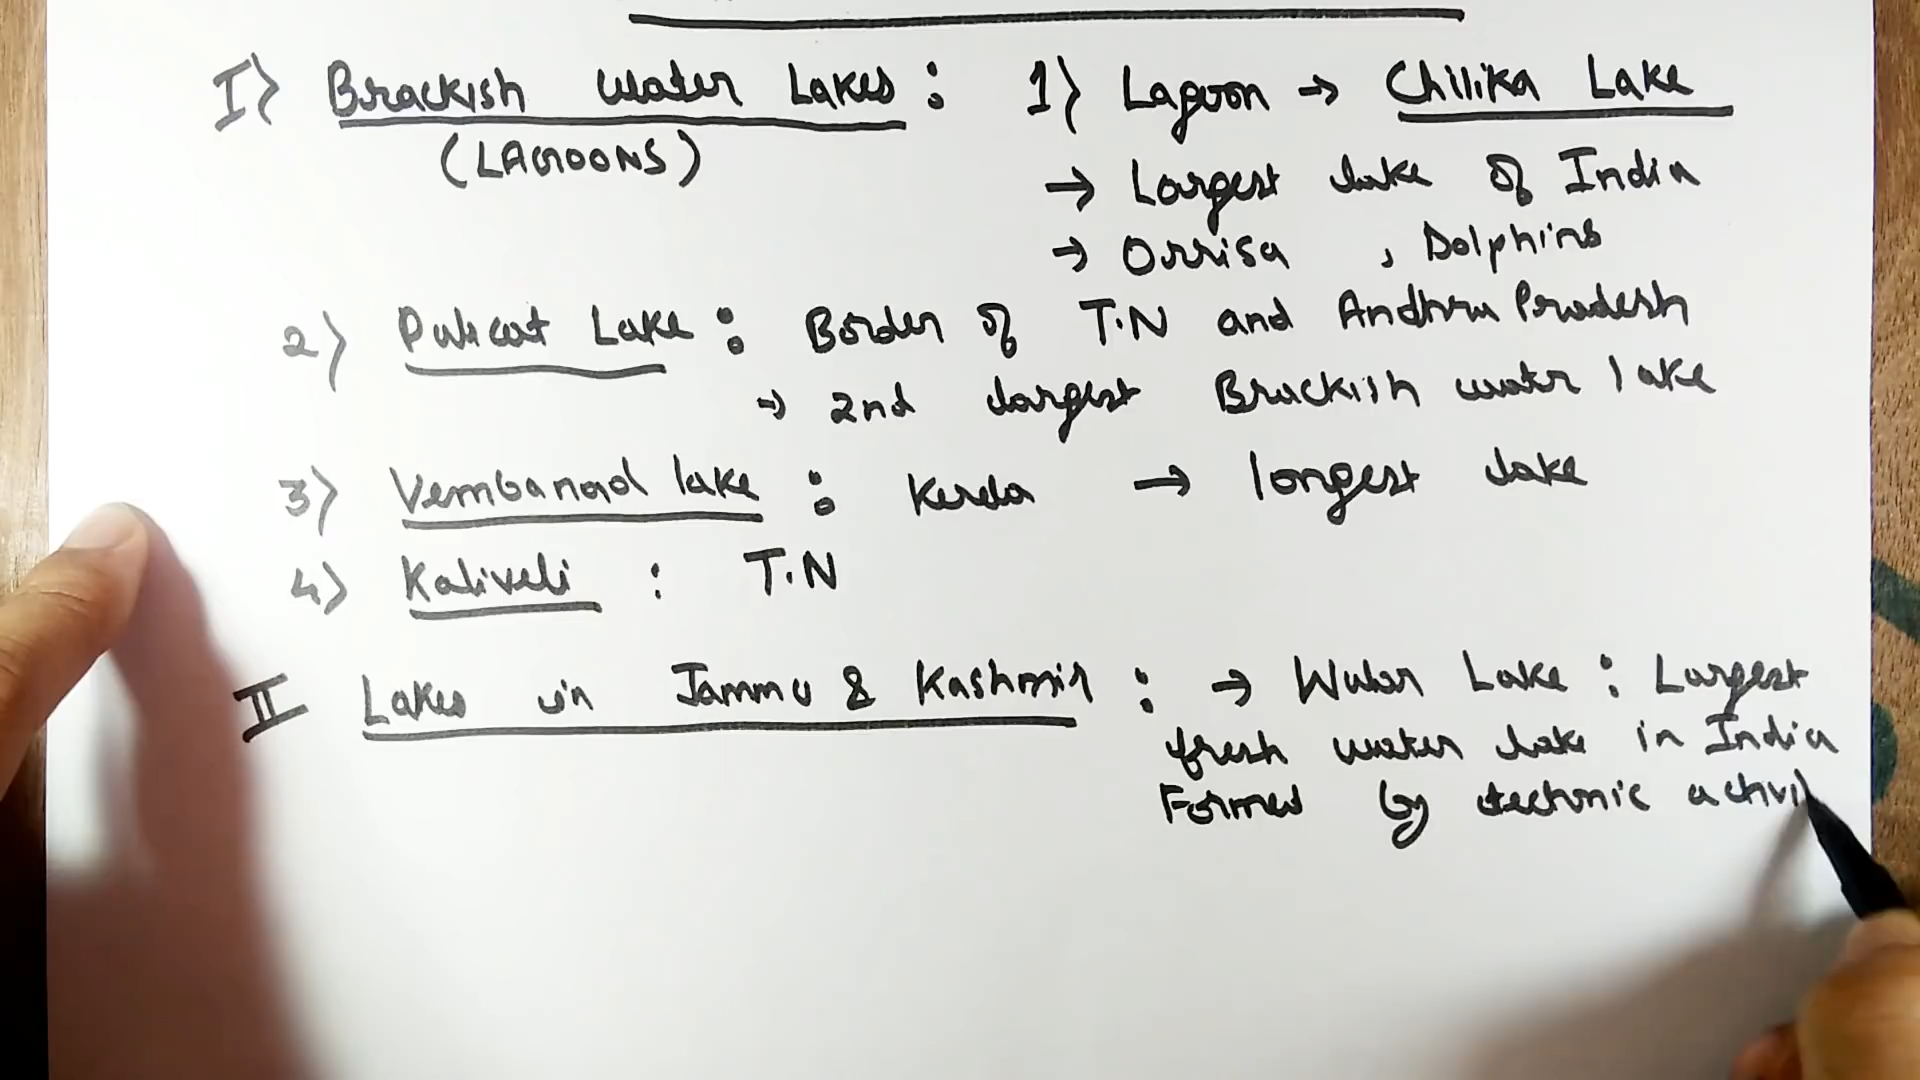 I) Brackish water Lakes : 1) Lagoon → Chilika Lake
(LAGOONS)
→ Largest lake of India
→ Orrisa , Dolphins
2) Pulicat Lake : Border of T.N and Andhra Pradesh
→ 2nd largest Brackish water lake
3) Vembanad lake : Kerela → longest lake
4) Kaliveli : T.N
II Lakes in Jammu & Kashmir : → Wular Lake : Largest
fresh water lake in India
Formed by tectonic activi